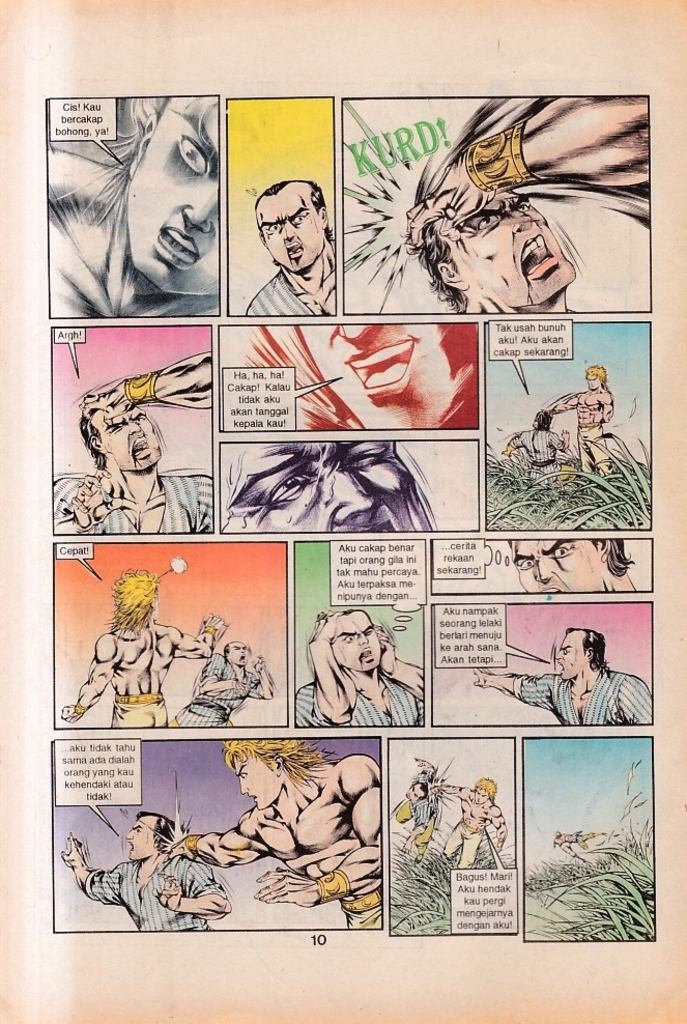 Cis! Kau
bercakap
bohong, ya!
KURD!
Argh!
Ha, ha, ha!
Cakap! Kalau
tidak aku
akan tanggal
kepala kau!
Tak usah bunuh
aku! Aku akan
cakap sekarang!
Cepat!
Aku cakap benar
tapi orang gila ini
tak mahu percaya.
Aku terpaksa me-
nipunya dengan...
...cerita
rekaan
sekarang!
Aku nampak
seorang lelaki
berlari menuju
ke arah sana.
Akan tetapi...
...aku tidak tahu
sama ada dialah
orang yang kau
kehendaki atau
tidak!
Bagus! Mari!
Aku hendak
kau pergi
mengejarnya
dengan aku!
10